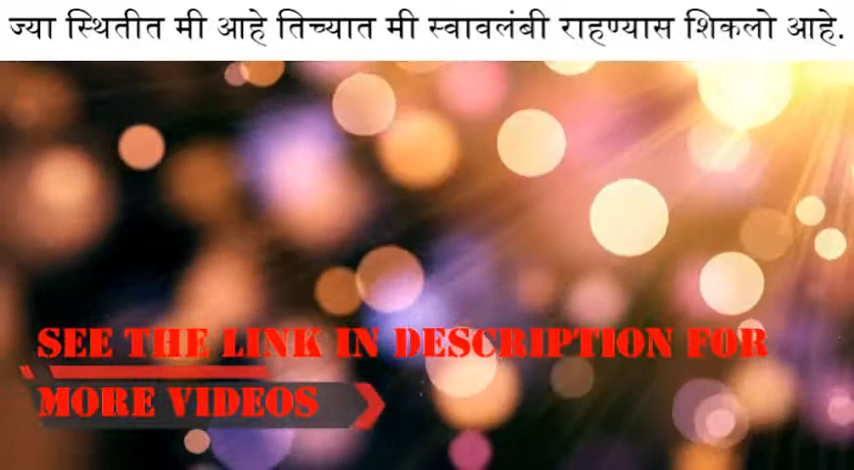 ज्या स्थितीत मी आहे तिच्यात मी स्वावलंबी राहण्यास शिकलो आहे.
SEE THE LINK IN DESCRIPTION FOR
MORE VIDEOS